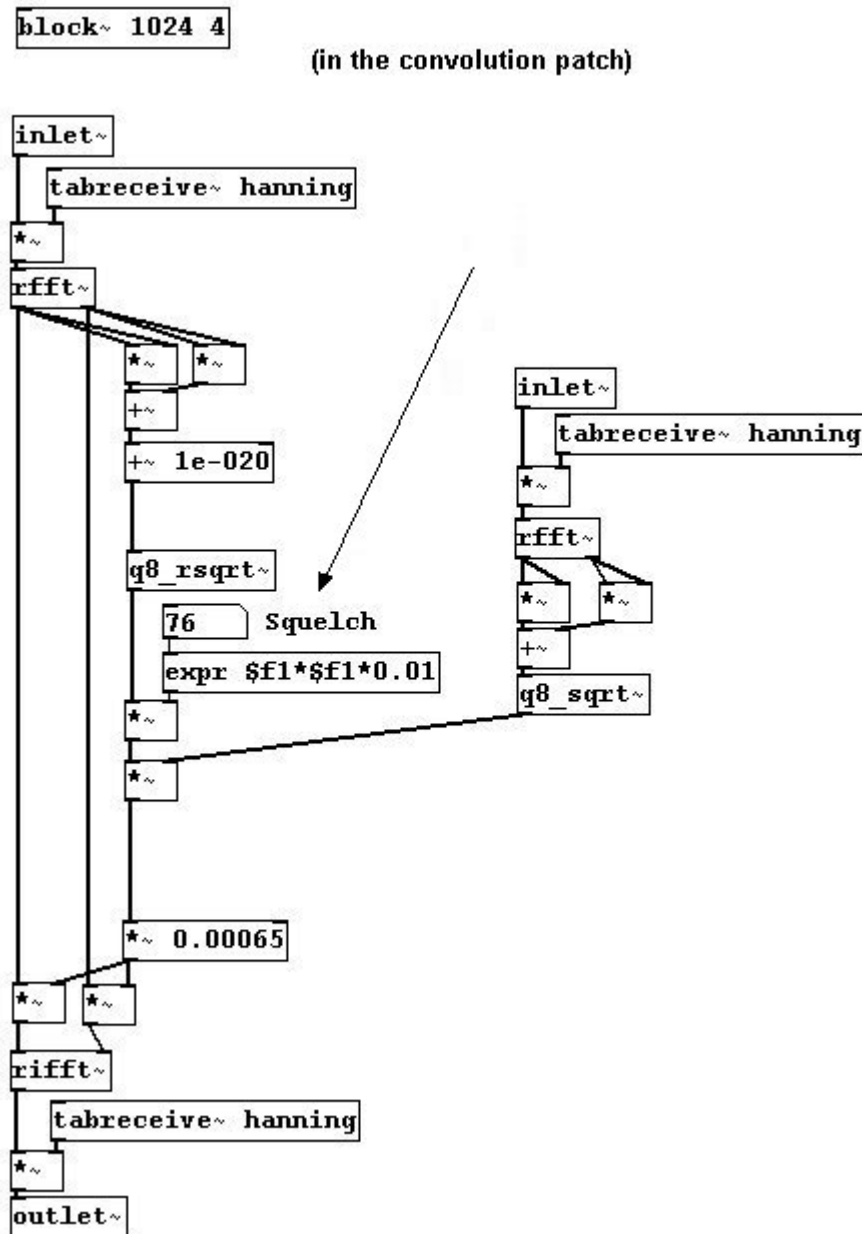 block~ 1024 4
(in the convolution patch)
inlet~
tabreceive~ hanning
*~
rfft~
*~ *~
+~
+~ 1e-020
q8_rsqrt~
76 Squelch
expr $f1*$f1*0.01
*~
*~
inlet~
tabreceive~ hanning
*~
rfft~
*~ *~
+~
q8_sqrt~
*~ 0.00065
*~ *~
rifft~
tabreceive~ hanning
*~
outlet~